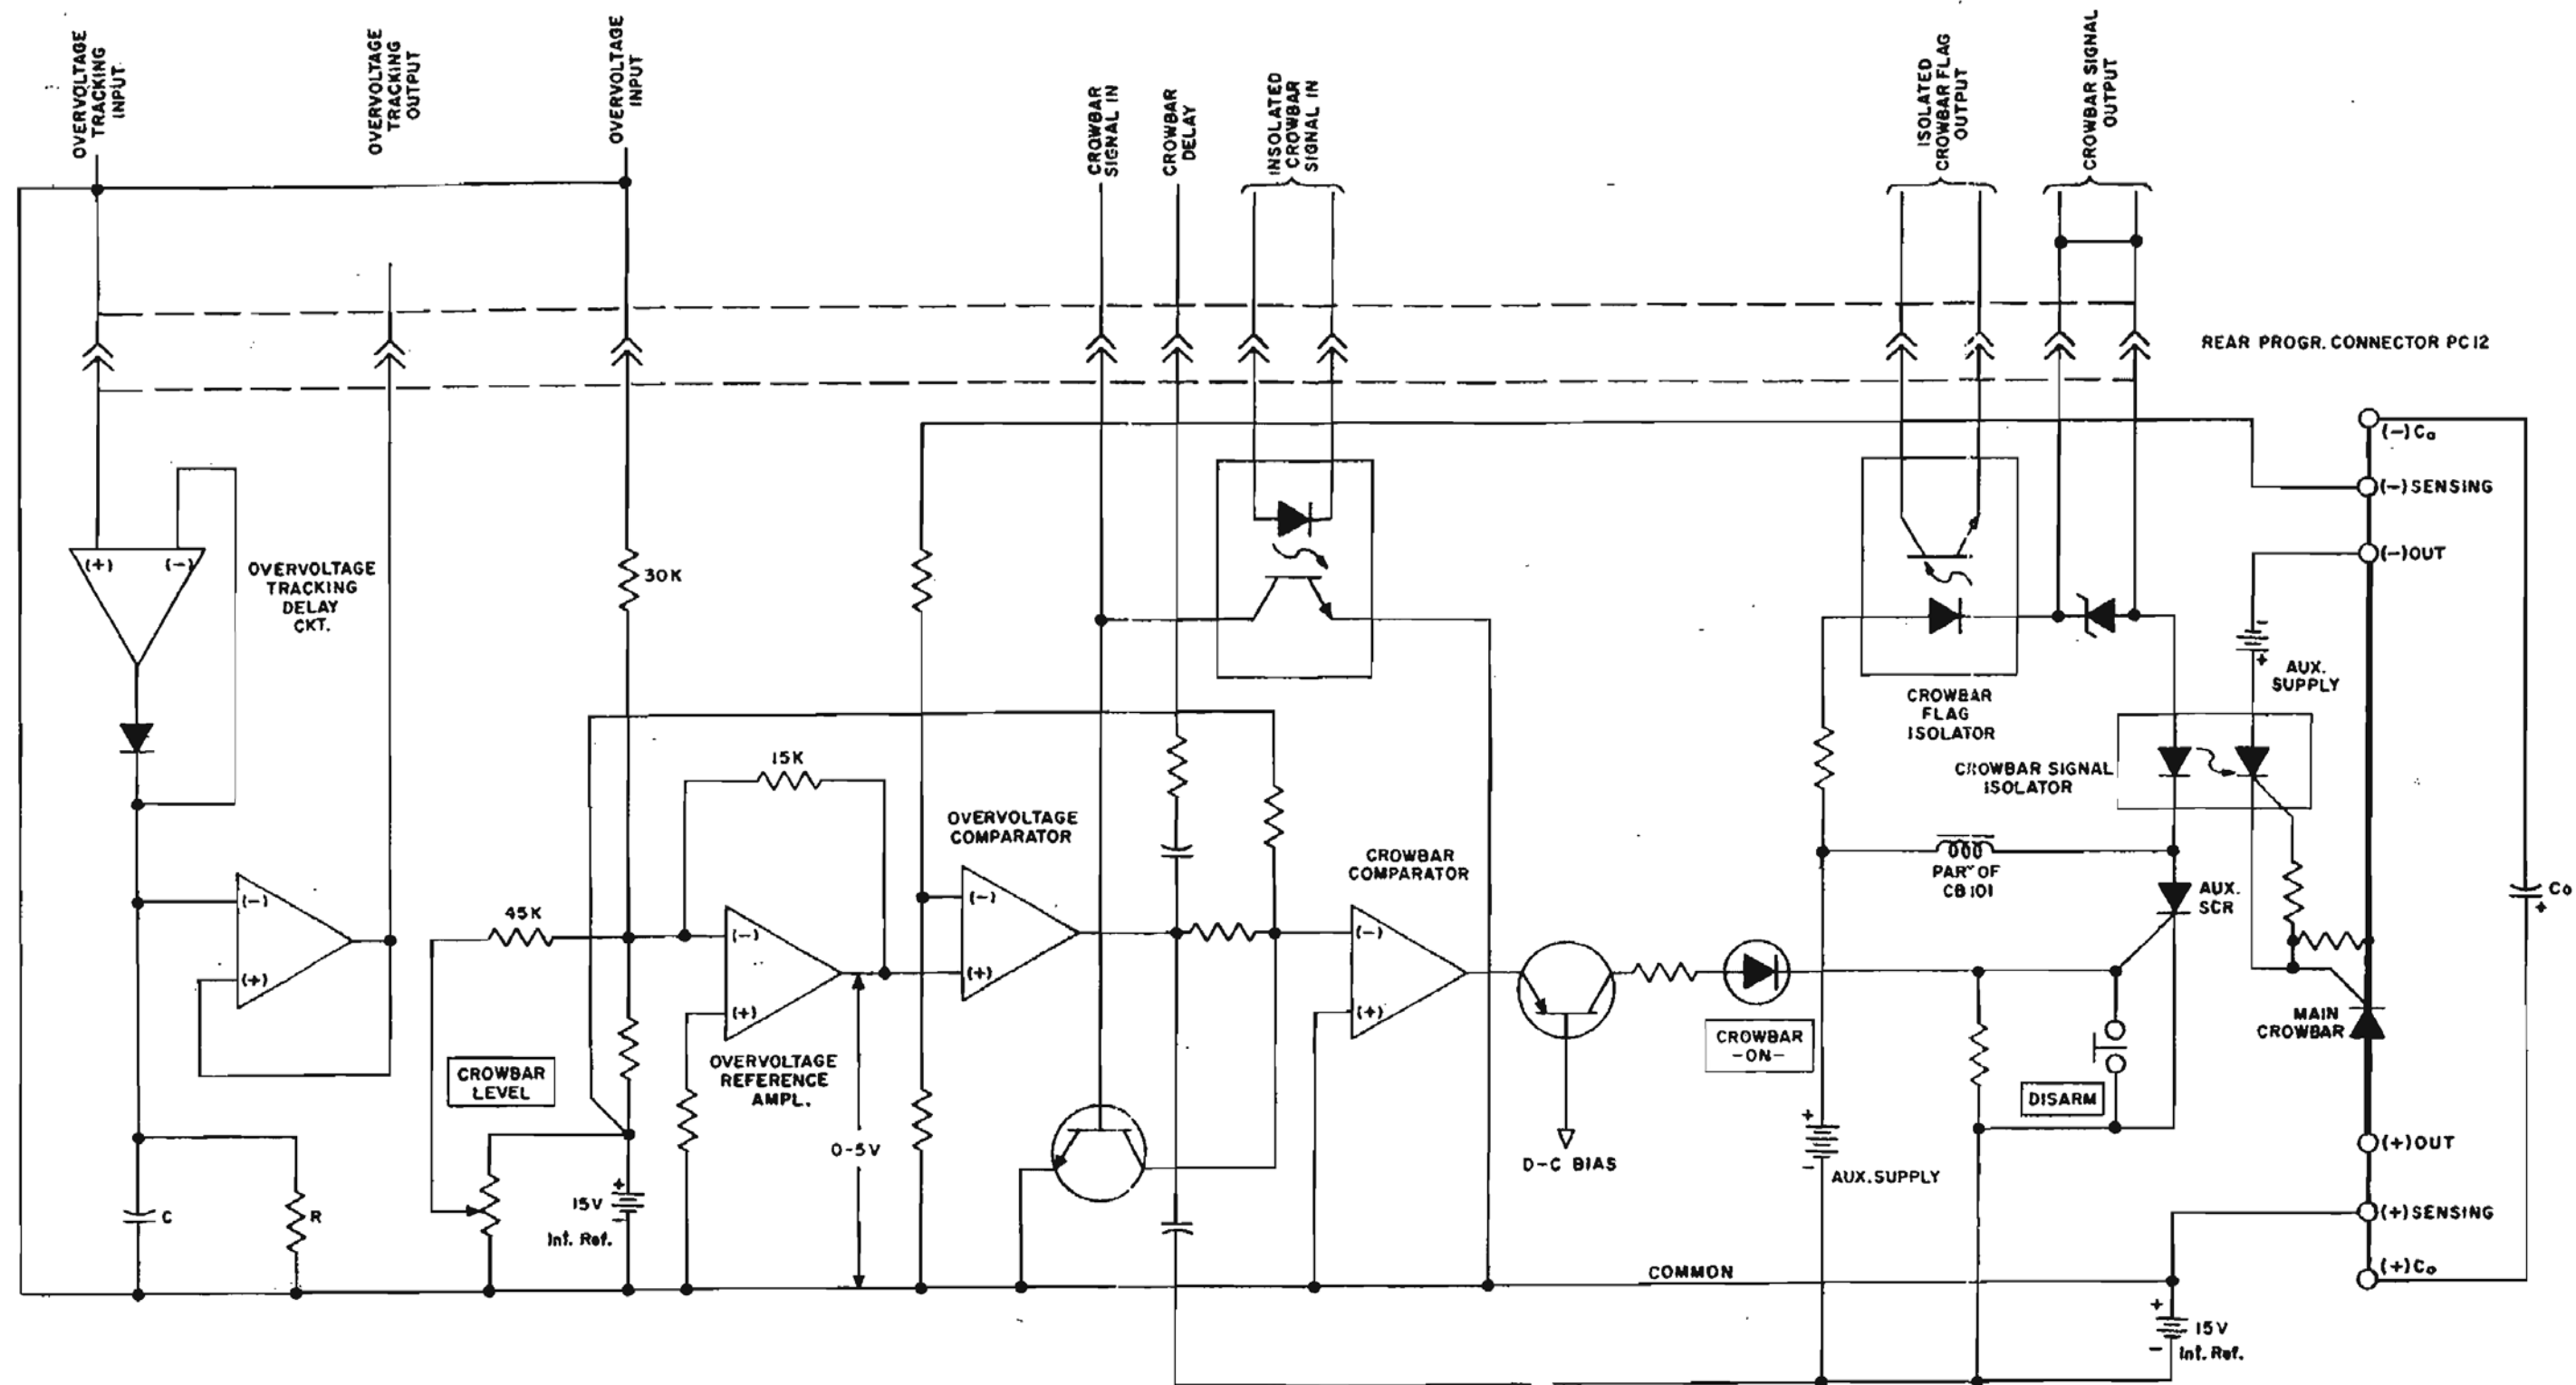 OVERVOLTAGE
TRACKING
INPUT
OVERVOLTAGE
TRACKING
OUTPUT
OVERVOLTAGE
INPUT
CROWBAR
SIGNAL IN
CROWBAR
DELAY
INSOLATED
CROWBAR
SIGNAL IN
ISOLATED
CROWBAR FLAG
OUTPUT
CROWBAR SIGNAL
OUTPUT
REAR PROGR. CONNECTOR PC12
(-)Co
(-)SENSING
(-)OUT
(+)
(-)
OVERVOLTAGE
TRACKING
DELAY
CKT.
30K
-
+
AUX.
SUPPLY
CROWBAR
FLAG
ISOLATOR
CROWBAR SIGNAL
ISOLATOR
15K
OVERVOLTAGE
COMPARATOR
CROWBAR
COMPARATOR
PART OF
CB101
AUX.
SCR
Co
+
45K
(-)
(+)
(-)
(+)
(-)
(+)
(-)
(+)
CROWBAR
LEVEL
OVERVOLTAGE
REFERENCE
AMPL.
0-5V
CROWBAR
-ON-
MAIN
CROWBAR
DISARM
D-C BIAS
+
-
AUX.SUPPLY
(+)OUT
C
R
+
15V
-
Int. Ref.
(+)SENSING
COMMON
(+)Co
+
15V
-
Int. Ref.